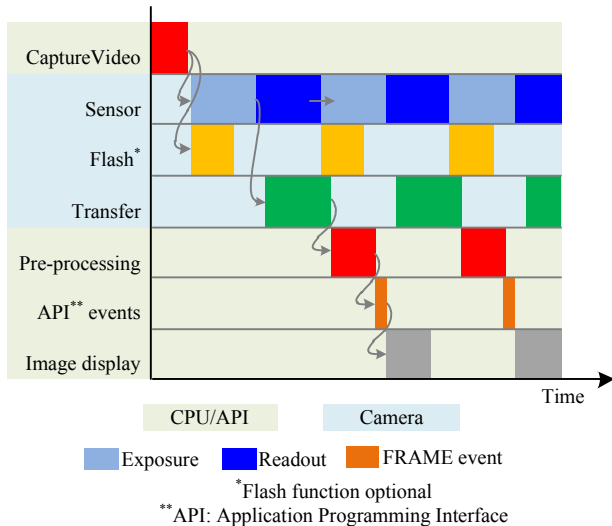 CaptureVideo
Sensor
Flash*
Transfer
Pre-processing
API** events
Image display
Time
CPU/API
Camera
Exposure
Readout
FRAME event
*Flash function optional
**API: Application Programming Interface